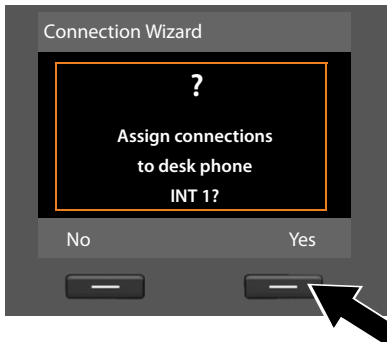 Connection Wizard
?
Assign connections
to desk phone
INT 1?
No Yes